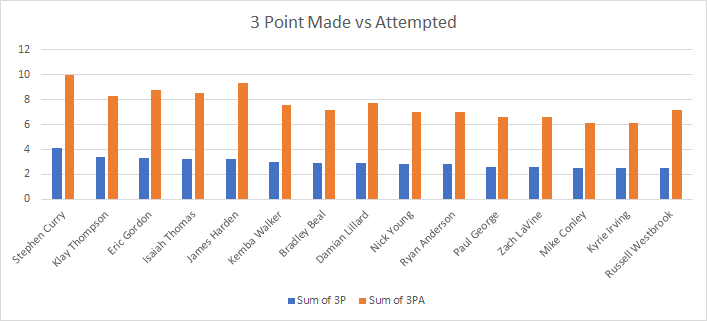 3 Point Made vs Attempted
12
10
8
6
4
2
0
Stephen Curry
Klay Thompson
Eric Gordon
Isaiah Thomas
James Harden
Kemba Walker
Bradley Beal
Damian Lillard
Nick Young
Ryan Anderson
Paul George
Zach LaVine
Mike Conley
Kyrie Irving
Russell Westbrook
Sum of 3P Sum of 3PA